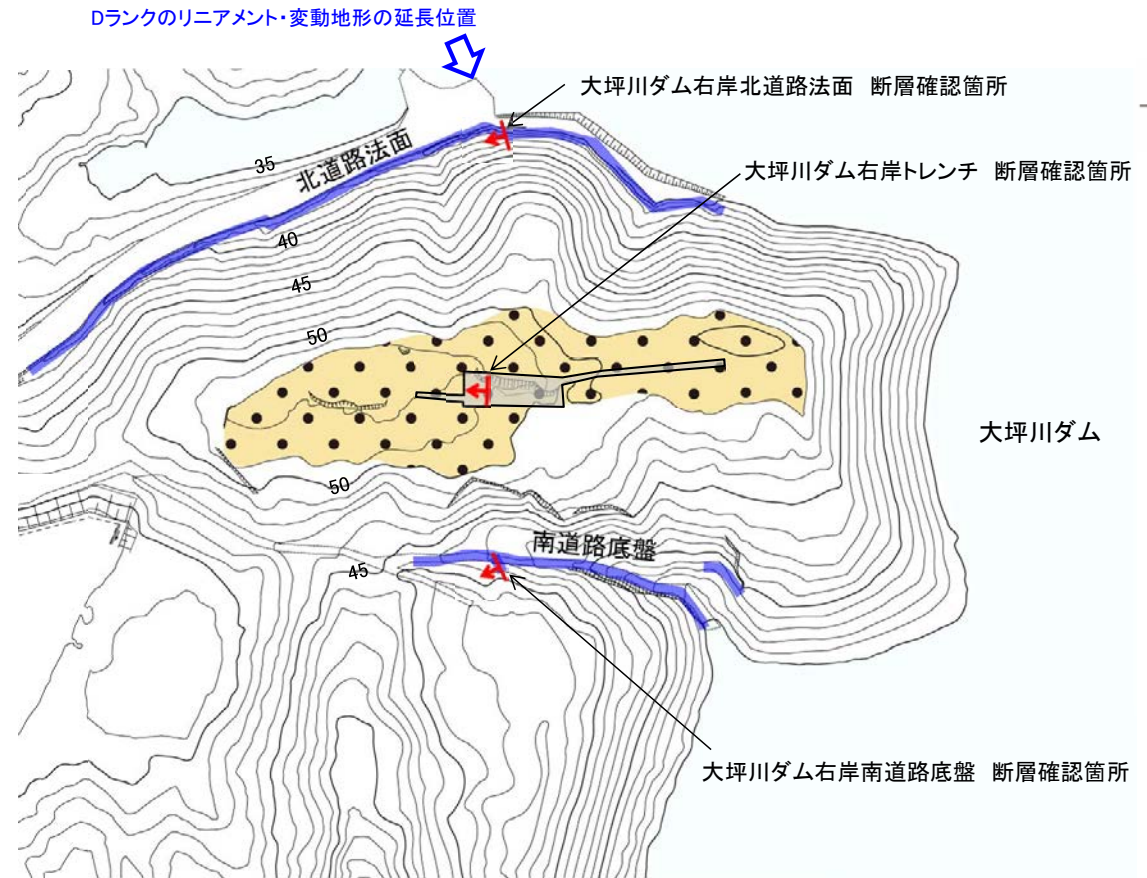 Dランクのリニアメント・変動地形の延長位置
大坪川ダム右岸北道路法面 断層確認箇所
35
北道路法面
大坪川ダム右岸トレンチ 断層確認箇所
40
45
50
大坪川ダム
50
南道路底盤
45
大坪川ダム右岸南道路底盤 断層確認箇所